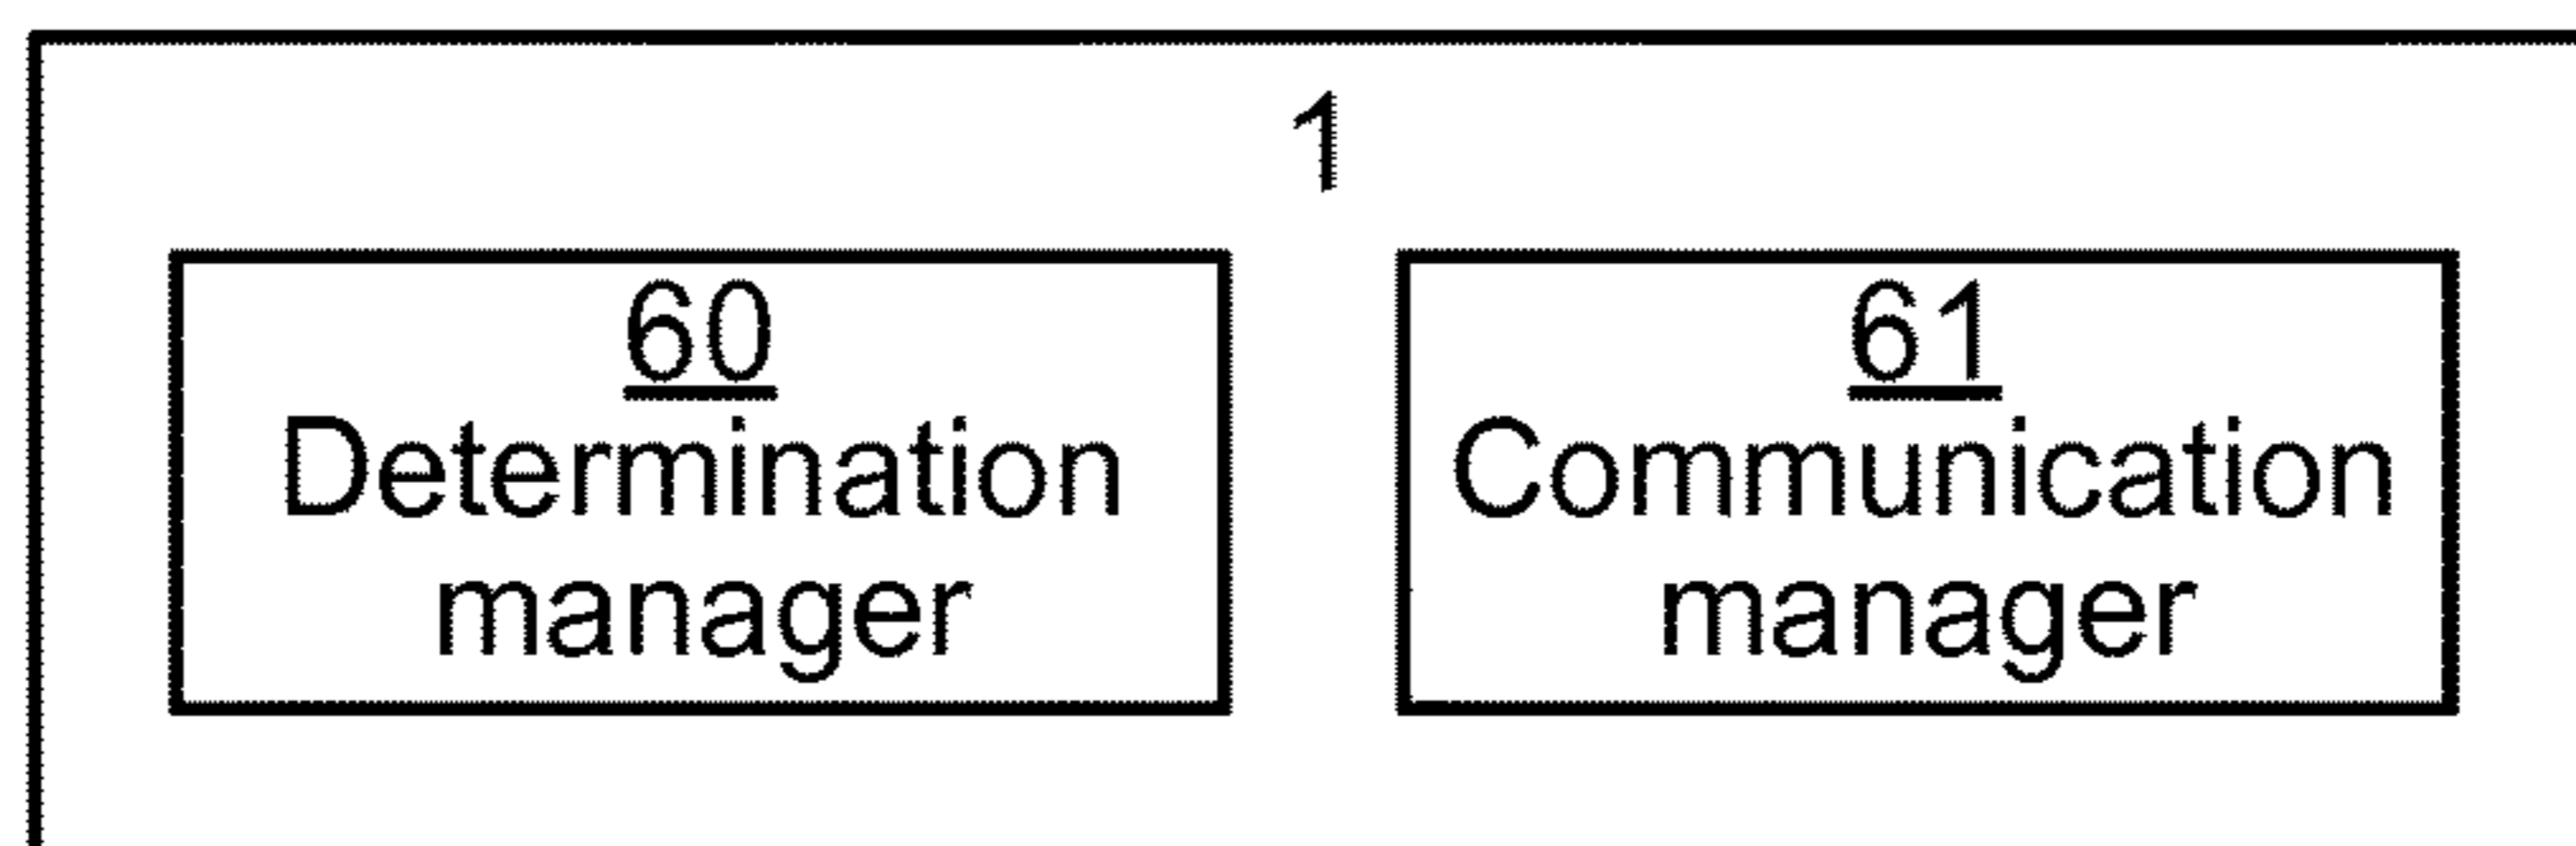 1
60
Determination
manager
61
Communication
manager